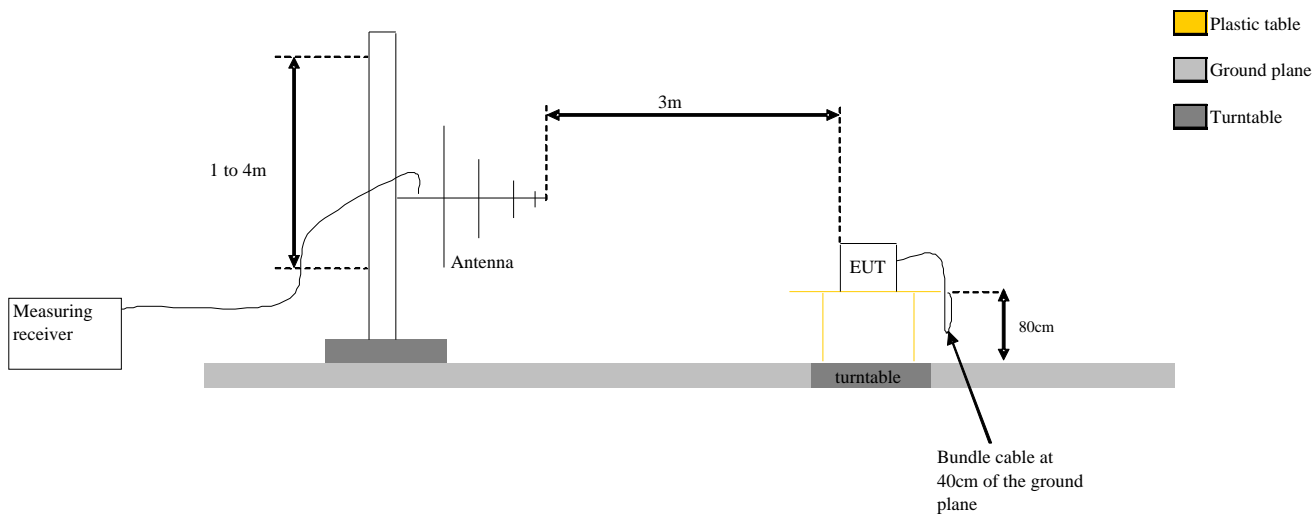 Plastic table
Ground plane
Turntable
3m
1 to 4m
Antenna
EUT
Measuring
receiver
80cm
turntable
Bundle cable at
40cm of the ground
plane